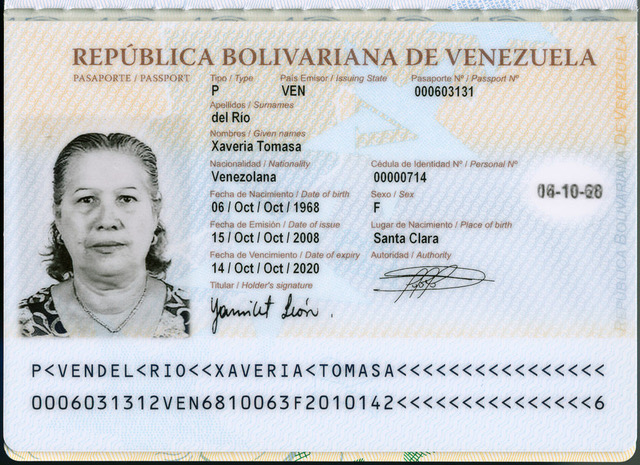 REPÚBLICA BOLIVARIANA DE VENEZUELA
PASAPORTE / PASSPORT
Tipo / Type País Emisor / Issuing State Pasaporte Nº / Passport Nº
P VEN 000603131
Apellidos / Surnames
del Río
Nombres / Given names
Xaveria Tomasa
Nacionalidad / Nationality Cédula de Identidad Nº / Personal Nº
Venezolana 00000714
Fecha de Nacimiento / Date of birth Sexo / Sex
06 / Oct / Oct / 1968 F
06-10-68
Fecha de Emisión / Date of issue Lugar de Nacimiento / Place of birth
15 / Oct / Oct / 2008 Santa Clara
Fecha de Vencimiento / Date of expiry Autoridad / Authority
14 / Oct / Oct / 2020
Titular / Holder's signature
REPÚBLICA BOLIVARIANA DE VENEZUELA
P<VENDEL<RIO<<XAVERIA<TOMASA<<<<<<<<<<<<<<<<
0006031312VEN6810063F2010142<<<<<<<<<<<<<<<6